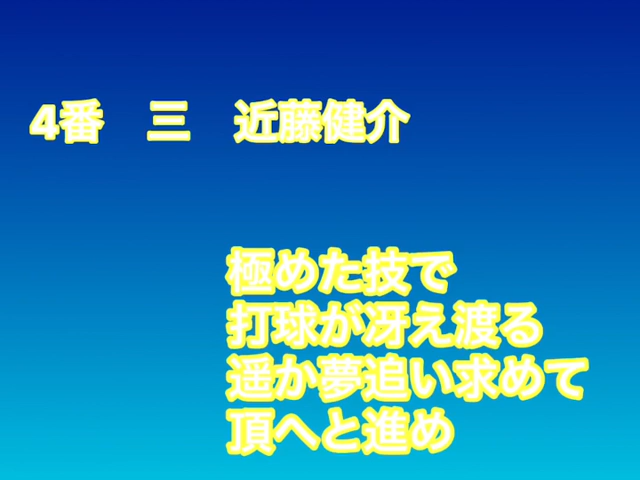 4番　三　近藤健介
極めた技で
打球が冴え渡る
遥か夢追い求めて
頂へと進め